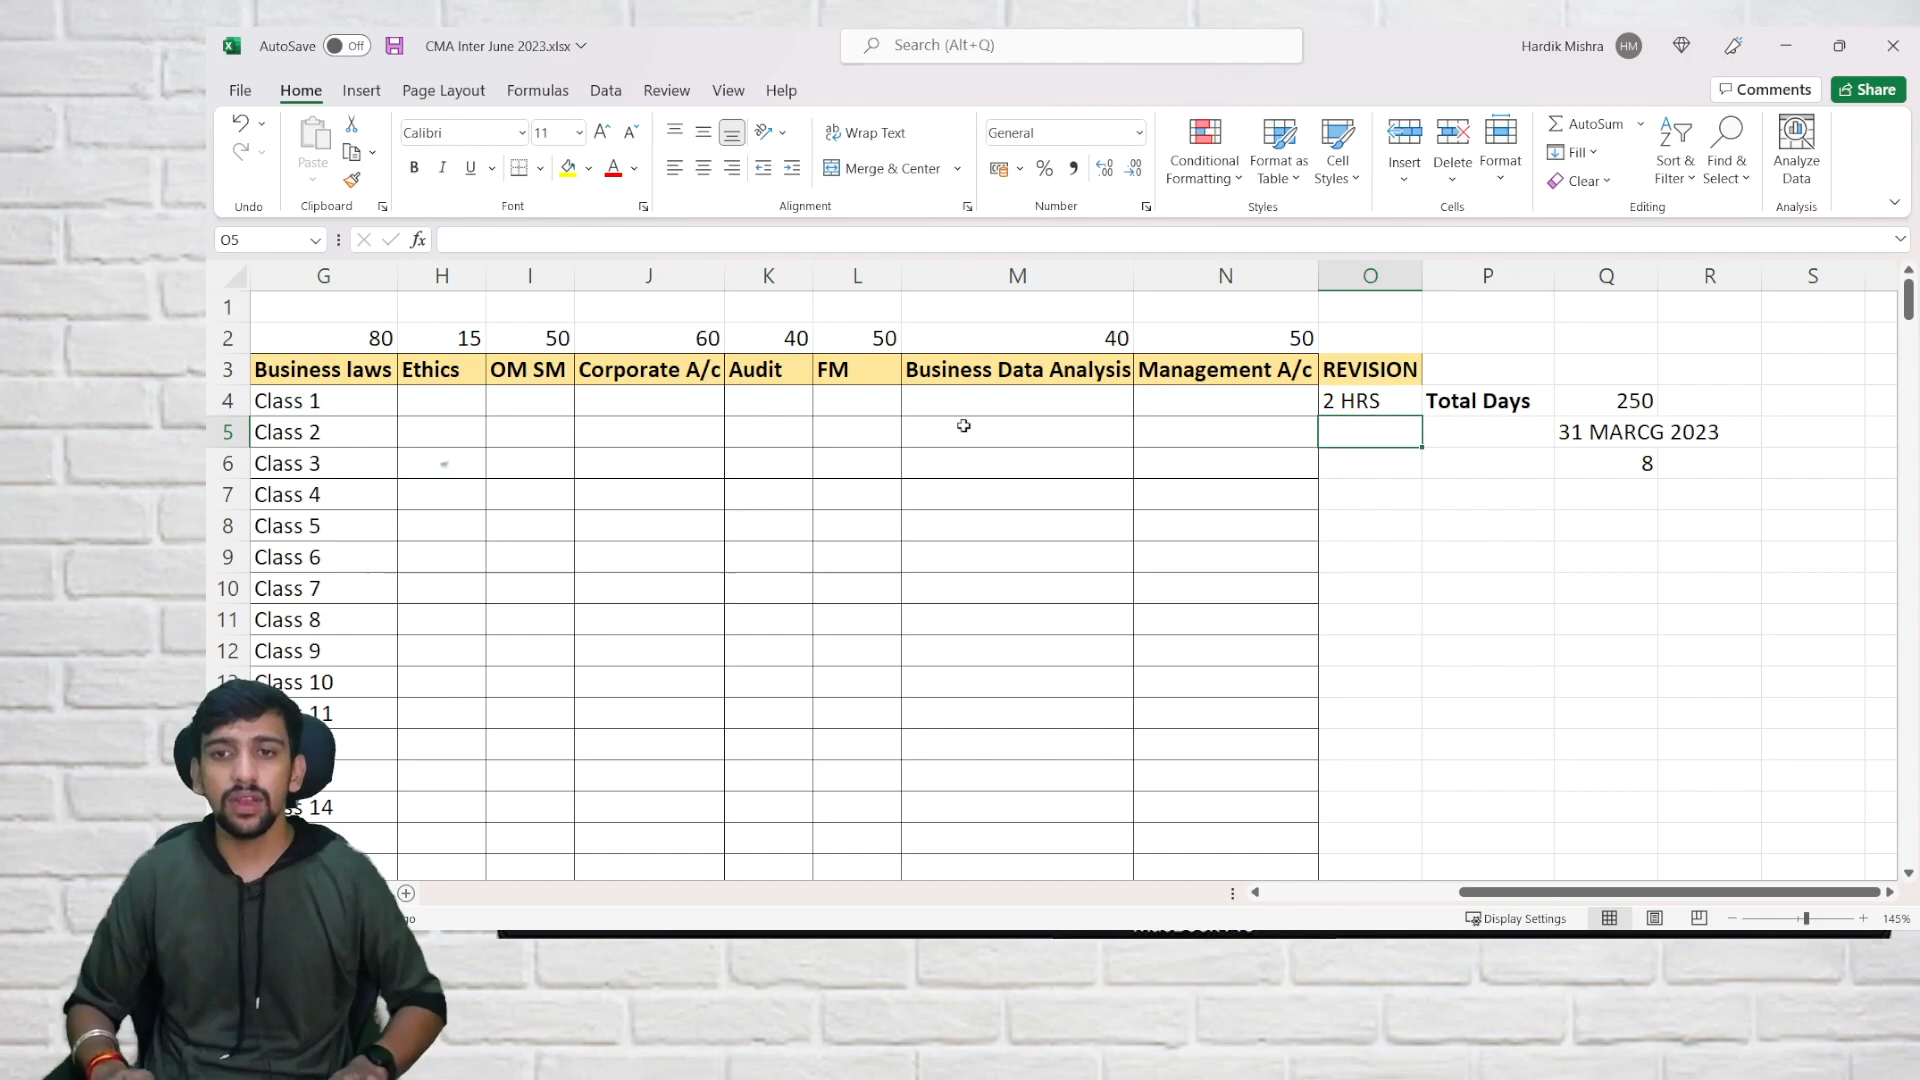 AutoSave Off CMA Inter June 2023.xlsx Search (Alt+Q) Hardik Mishra HM
File Home Insert Page Layout Formulas Data Review View Help Comments Share
Calibri 11 Wrap Text General AutoSum
Paste B I U Merge & Center % Conditional Formatting Format as Table Cell Styles Insert Delete Format Fill Clear Sort & Filter Find & Select Analyze Data
Undo Clipboard Font Alignment Number Styles Cells Editing Analysis
O5 fx
G H I J K L M N O P Q R S
1
2 80 15 50 60 40 50 40 50
3 Business laws Ethics OM SM Corporate A/c Audit FM Business Data Analysis Management A/c REVISION
4 Class 1 2 HRS Total Days 250
5 Class 2 31 MARCG 2023
6 Class 3 8
7 Class 4
8 Class 5
9 Class 6
10 Class 7
11 Class 8
12 Class 9
Class 10
11
14
Display Settings 145%